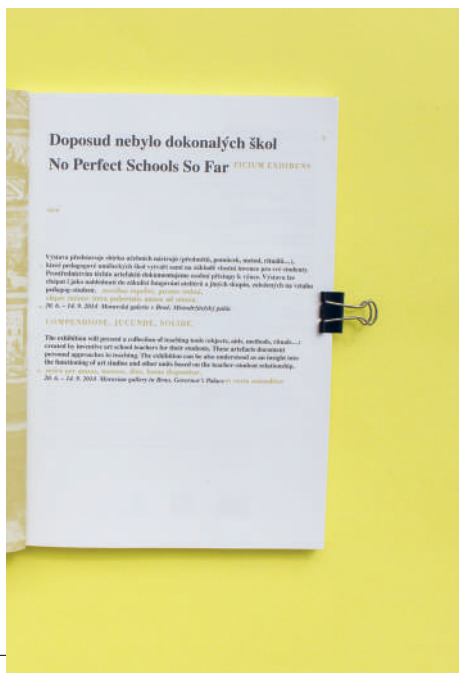 Doposud nebylo dokonalých škol
No Perfect Schools So Far FICIUM EXHIBENS
Výstava představuje sbírku učebních nástrojů (předmětů, pomůcek, metod, rituálů…),
které pedagogové uměleckých škol vytváří sami na základě vlastní invence pro své studenty.
Prostřednictvím těchto artefaktů dokumentujeme osobní přístupy k výuce. Výstavu lze
chápat i jako nahlédnutí do zákulisí fungování ateliérů a jiných skupin, založených na vztahu
pedagog-student.
20. 6. – 14. 9. 2014 Moravská galerie v Brně, Místodržitelský palác
COMPENDIOSE, JUCUNDE, SOLIDE,
The exhibition will present a collection of teaching tools (objects, aids, methods, rituals…)
created by inventive art school teachers for their students. These artefacts document
personal approaches to teaching. The exhibition can be also understood as an insight into
the functioning of art studios and other units based on the teacher-student relationship.
20. 6. – 14. 9. 2014 Moravian gallery in Brno, Governor's Palace